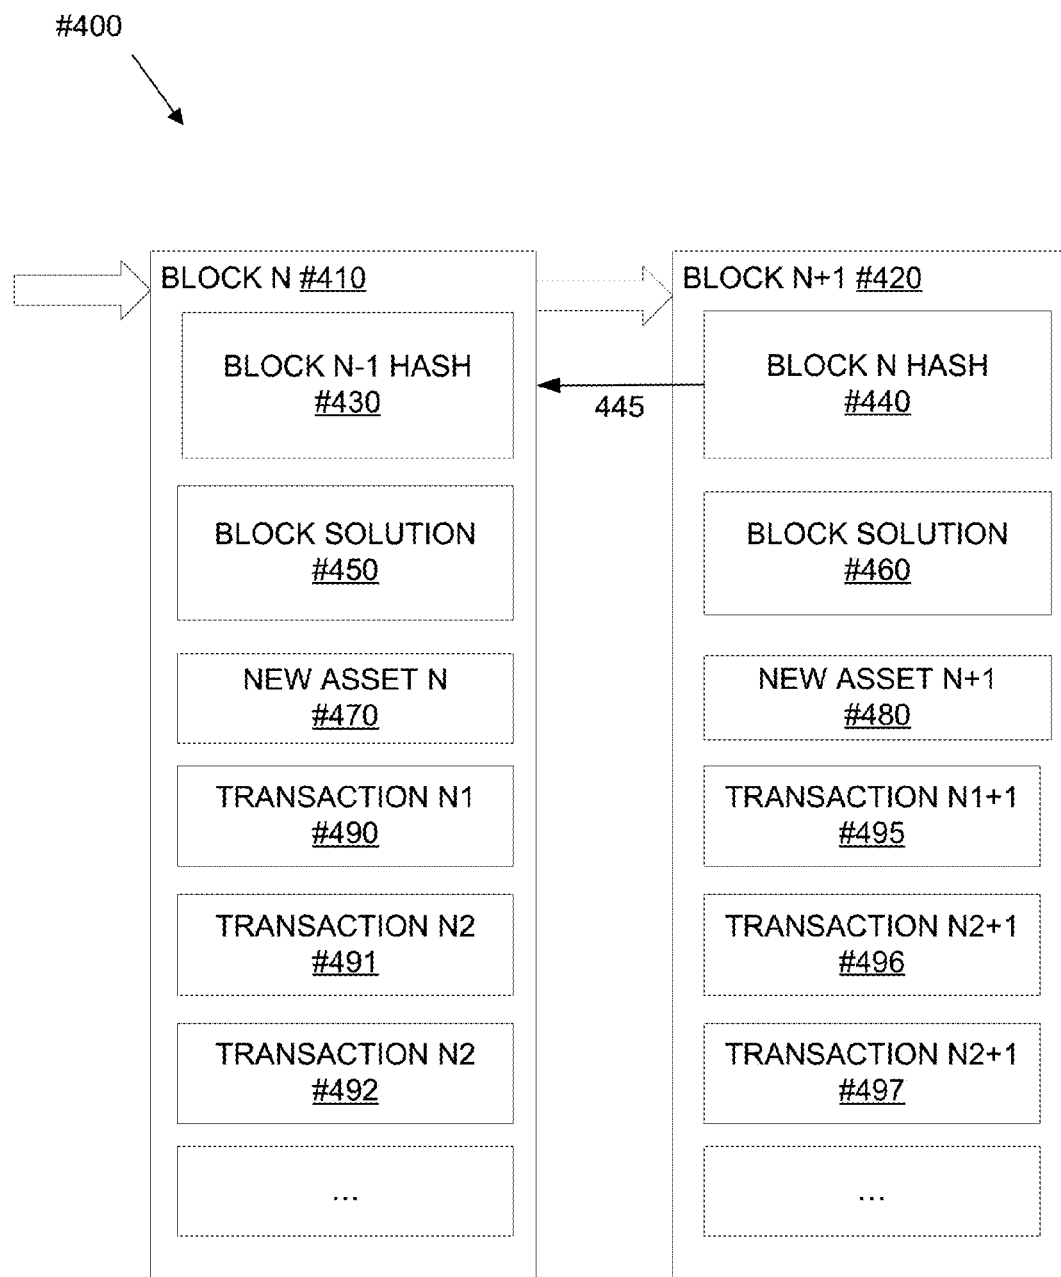 #400
BLOCK N #410
BLOCK N-1 HASH
#430
BLOCK SOLUTION
#450
NEW ASSET N
#470
TRANSACTION N1
#490
TRANSACTION N2
#491
TRANSACTION N2
#492
...
445
BLOCK N+1 #420
BLOCK N HASH
#440
BLOCK SOLUTION
#460
NEW ASSET N+1
#480
TRANSACTION N1+1
#495
TRANSACTION N2+1
#496
TRANSACTION N2+1
#497
...